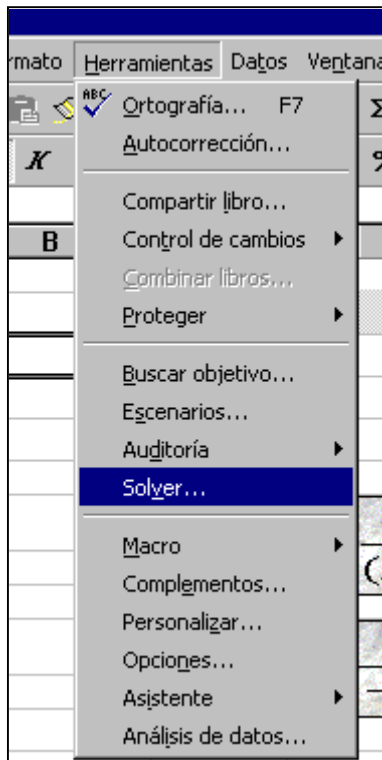 rmato Herramientas Datos Ventana
ABC Ortografía... F7 Σ
K Autocorrección... %
Compartir libro...
B Control de cambios
Combinar libros...
Proteger
Buscar objetivo...
Escenarios...
Auditoría
Solver...
Macro
Complementos...
(
Personalizar...
Opciones...
Asistente
Análisis de datos...